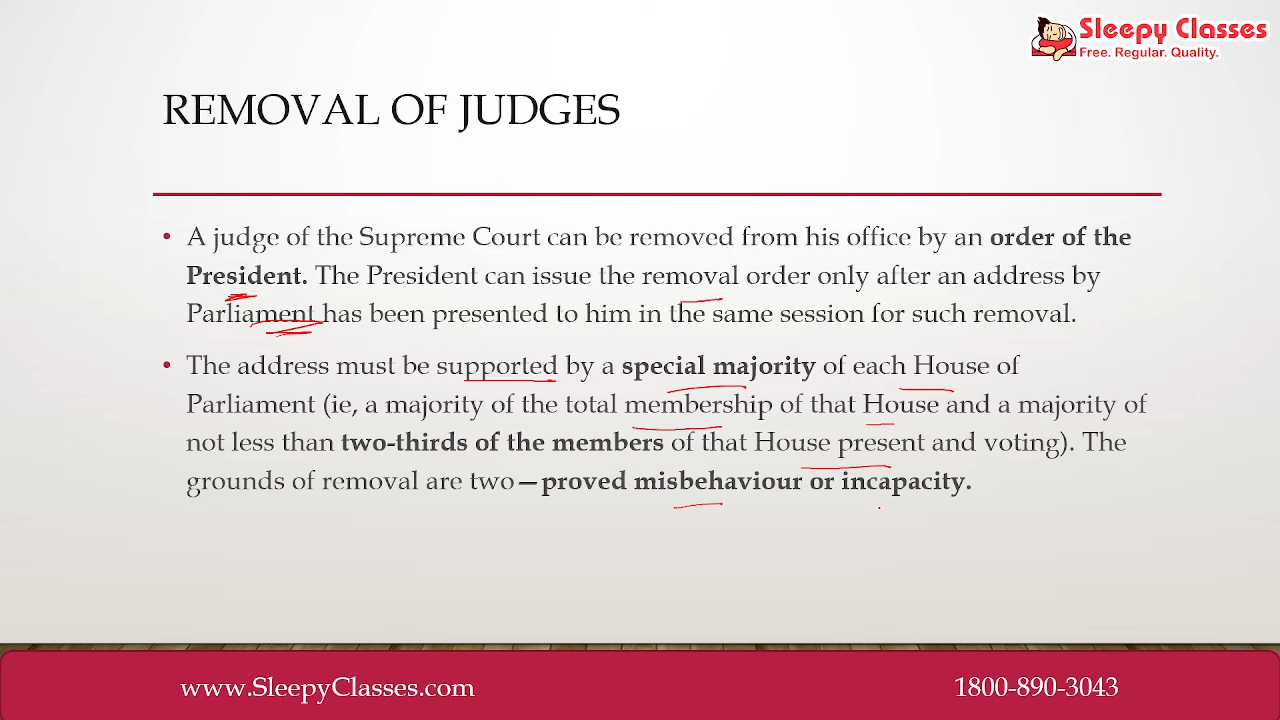 Sleepy Classes
Free. Regular. Quality.
REMOVAL OF JUDGES
• A judge of the Supreme Court can be removed from his office by an order of the
President. The President can issue the removal order only after an address by
Parliament has been presented to him in the same session for such removal.
• The address must be supported by a special majority of each House of
Parliament (ie, a majority of the total membership of that House and a majority of
not less than two-thirds of the members of that House present and voting). The
grounds of removal are two—proved misbehaviour or incapacity.
www.SleepyClasses.com
1800-890-3043